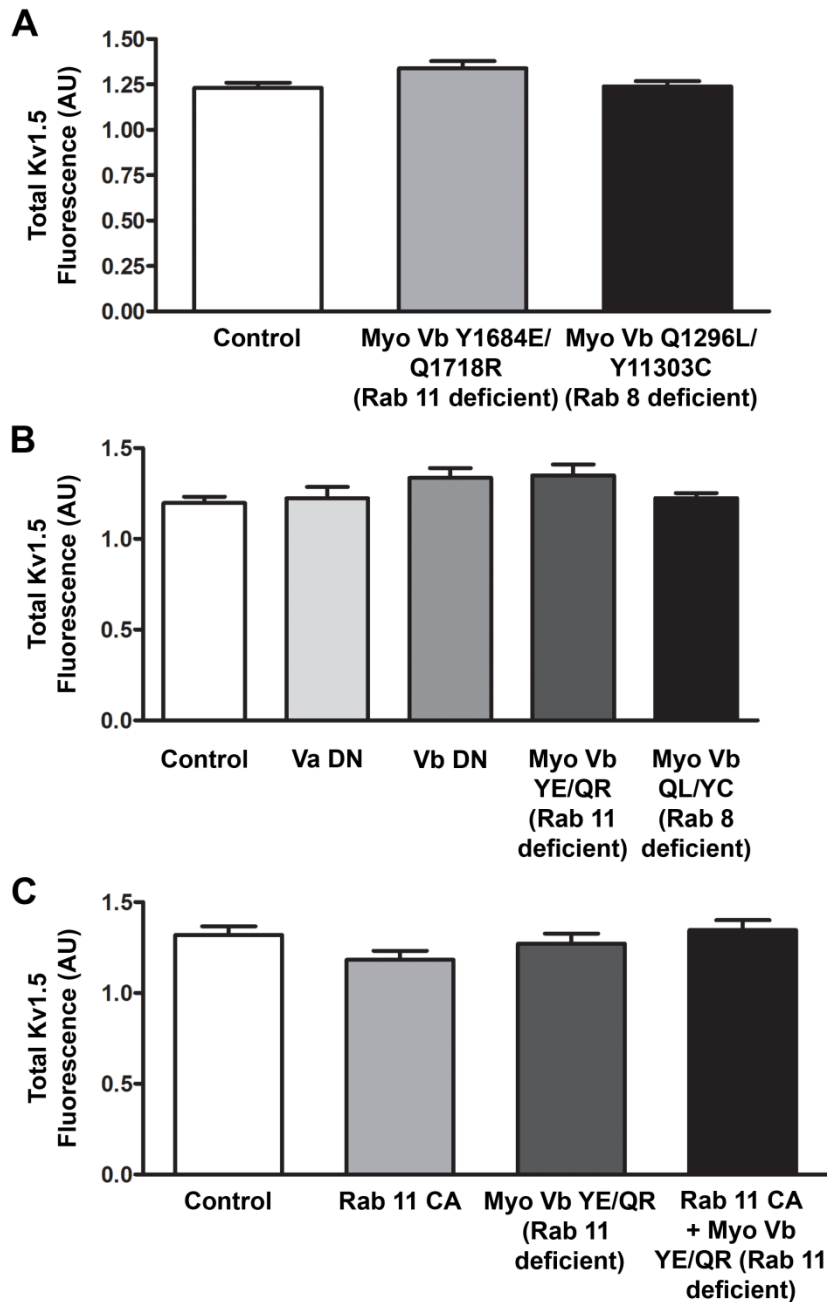 A
Total Kv1.5
Fluorescence (AU)
1.50
1.25
1.00
0.75
0.50
0.25
0.00
Control
Myo Vb Y1684E/
Q1718R
(Rab 11 deficient)
Myo Vb Q1296L/
Y11303C
(Rab 8 deficient)
B
Total Kv1.5
Fluorescence (AU)
1.5
1.0
0.5
0.0
Control
Va DN
Vb DN
Myo Vb
YE/QR
(Rab 11
deficient)
Myo Vb
QL/YC
(Rab 8
deficient)
C
Total Kv1.5
Fluorescence (AU)
1.5
1.0
0.5
0.0
Control
Rab 11 CA
Myo Vb YE/QR
(Rab 11
deficient)
Rab 11 CA
+ Myo Vb
YE/QR (Rab 11
deficient)